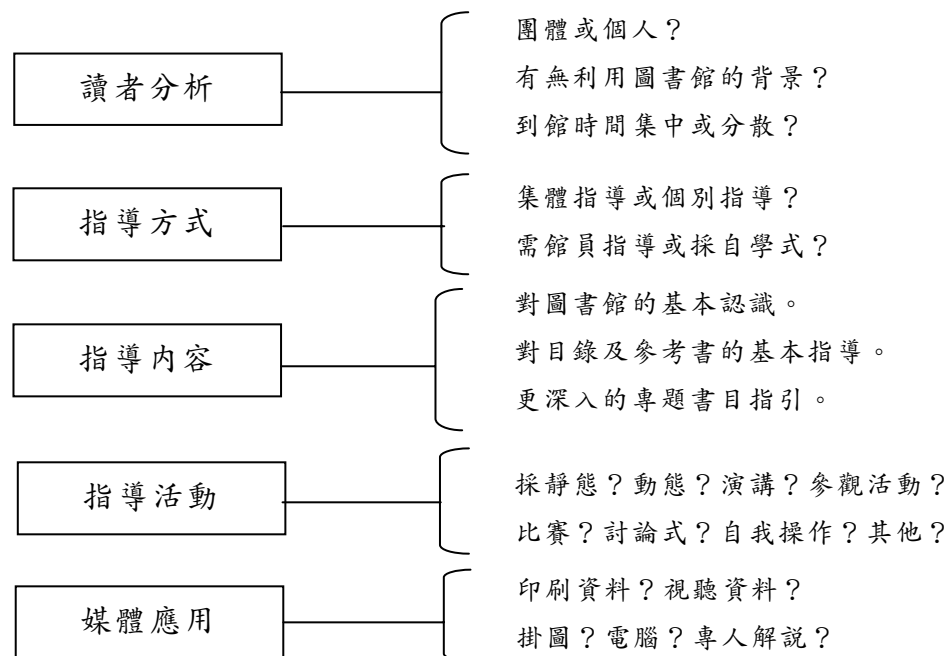 讀者分析
團體或個人？
有無利用圖書館的背景？
到館時間集中或分散？
指導方式
集體指導或個別指導？
需館員指導或採自學式？
指導內容
對圖書館的基本認識。
對目錄及參考書的基本指導。
更深入的專題書目指引。
指導活動
採靜態？動態？演講？參觀活動？
比賽？討論式？自我操作？其他？
媒體應用
印刷資料？視聽資料？
掛圖？電腦？專人解說？